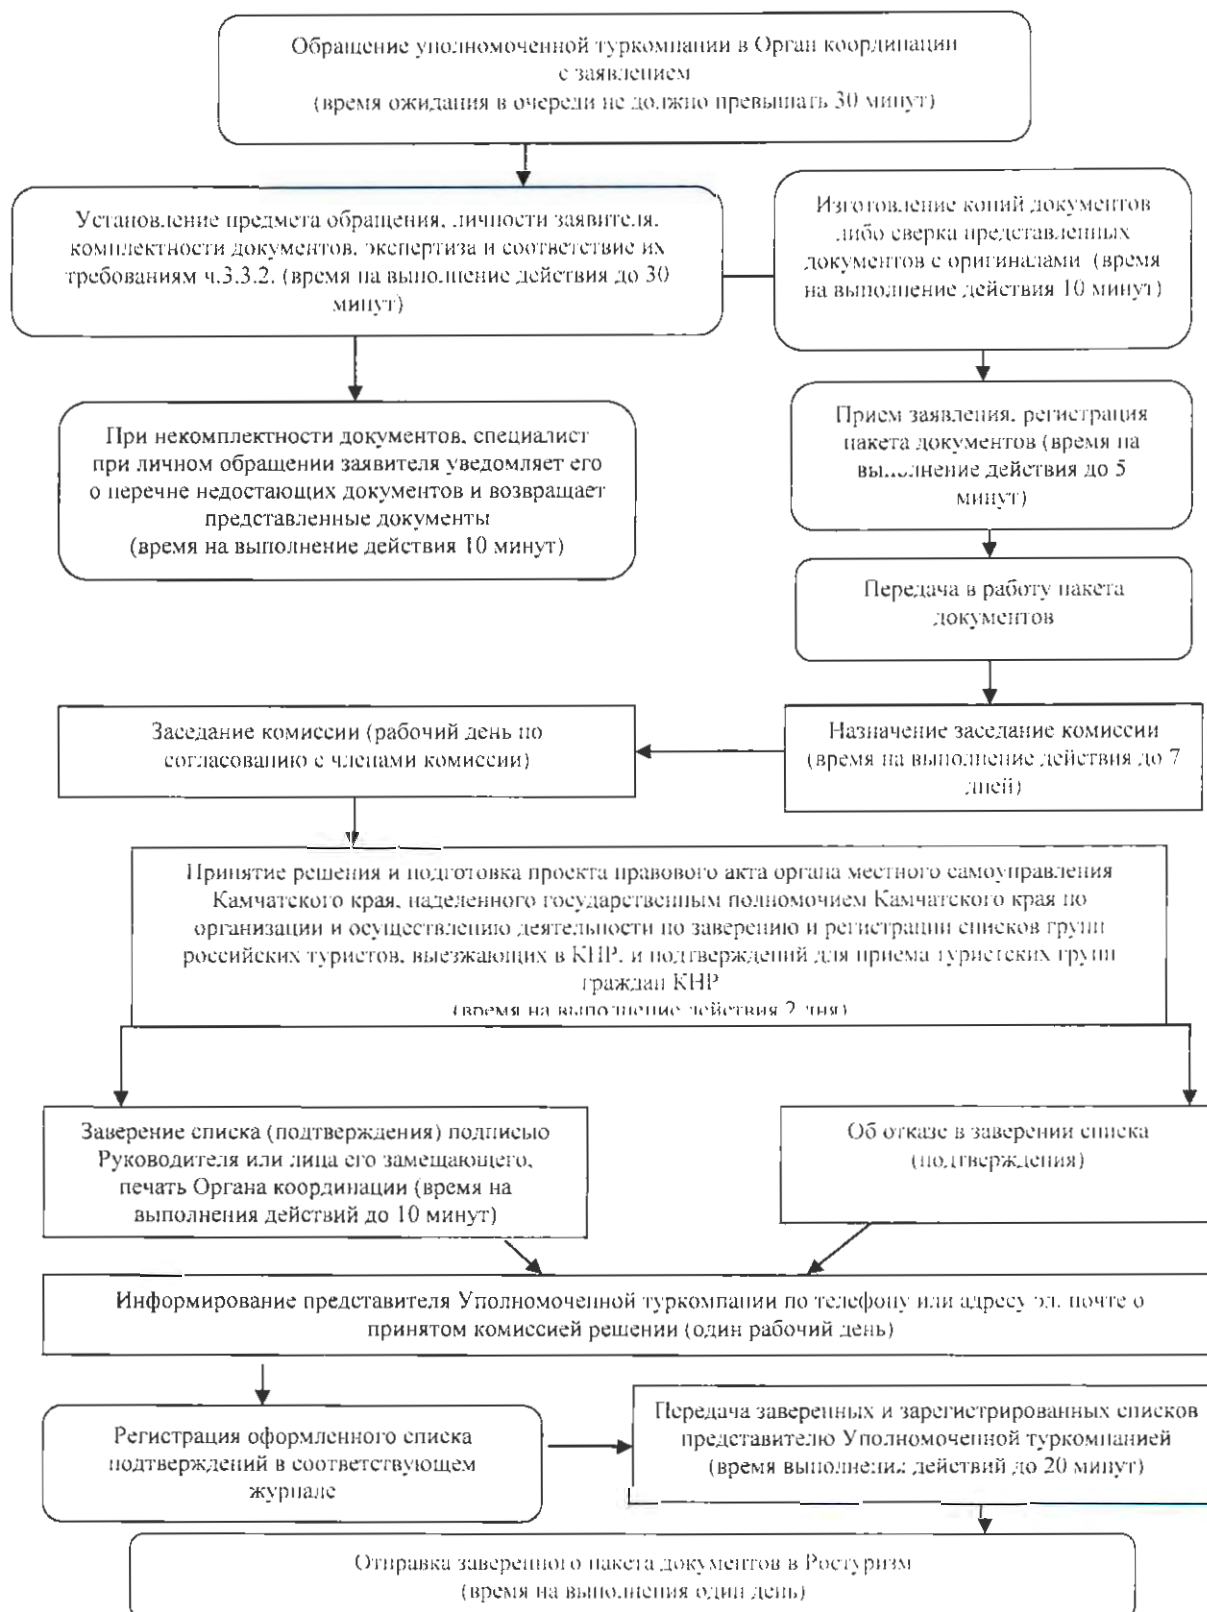 Обращение уполномоченной туркомпании в Орган координации
с заявлением
(время ожидания в очереди не должно превышать 30 минут)
Установление предмета обращения, личности заявителя,
комплектности документов, экспертиза и соответствие их
требованиям ч.3.3.2. (время на выполнение действия до 30
минут)
Изготовление копий документов
либо сверка представленных
документов с оригиналами (время
на выполнение действия 10 минут)
При некомплектности документов, специалист
при личном обращении заявителя уведомляет его
о перечне недостающих документов и возвращает
представленные документы
(время на выполнение действия 10 минут)
Прием заявления, регистрация
пакета документов (время на
выполнение действия до 5
минут)
Передача в работу пакета
документов
Заседание комиссии (рабочий день по
согласованию с членами комиссии)
Назначение заседание комиссии
(время на выполнение действия до 7
дней)
Принятие решения и подготовка проекта правового акта органа местного самоуправления
Камчатского края, наделенного государственным полномочием Камчатского края по
организации и осуществлению деятельности по заверению и регистрации списков групп
российских туристов, выезжающих в КНР, и подтверждений для приема туристских групп
граждан КНР
(время на выполнение действия 2 дня)
Заверение списка (подтверждения) подписью
Руководителя или лица его замещающего,
печать Органа координации (время на
выполнения действий до 10 минут)
Об отказе в заверении списка
(подтверждения)
Информирование представителя Уполномоченной туркомпании по телефону или адресу эл. почте о
принятом комиссией решении (один рабочий день)
Регистрация оформленного списка
подтверждений в соответствующем
журнале
Передача заверенных и зарегистрированных списков
представителю Уполномоченной туркомпанией
(время выполнения действий до 20 минут)
Отправка заверенного пакета документов в Ростуризм
(время на выполнения один день)